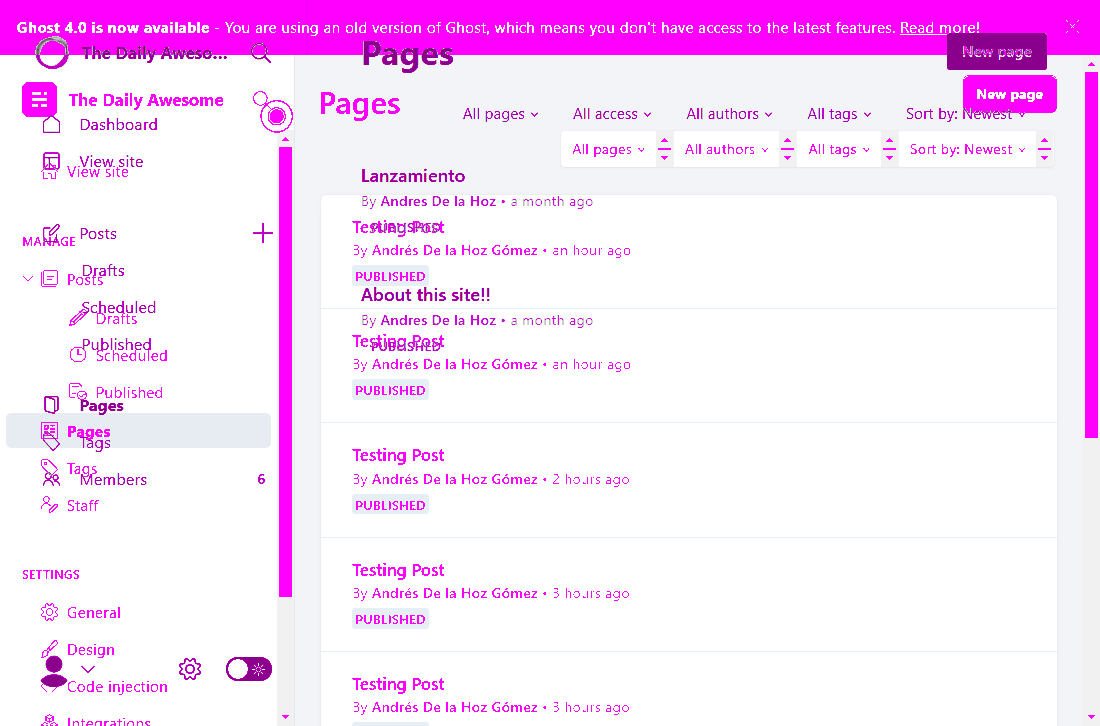 Ghost 4.0 is now available - You are using an old version of Ghost, which means you don't have access to the latest features. Read more!
The Daily Aweso...
Pages
New page
The Daily Awesome
Pages
New page
Dashboard
All pages
All access
All authors
All tags
Sort by: Newest
View site
View site
All pages
All authors
All tags
Sort by: Newest
Lanzamiento
By Andres De la Hoz • a month ago
PUBLISHED
Testing Post
By Andrés De la Hoz Gómez • an hour ago
PUBLISHED
MANAGE
Posts
Drafts
Posts
Scheduled
Drafts
Published
Scheduled
Published
Pages
Pages
Tags
Tags
Members 6
Staff
About this site!!
By Andres De la Hoz • a month ago
PUBLISHED
Testing Post
By Andrés De la Hoz Gómez • an hour ago
PUBLISHED
Testing Post
By Andrés De la Hoz Gómez • 2 hours ago
PUBLISHED
Testing Post
By Andrés De la Hoz Gómez • 3 hours ago
PUBLISHED
Testing Post
By Andrés De la Hoz Gómez • 3 hours ago
SETTINGS
General
Design
Code injection
Integrations